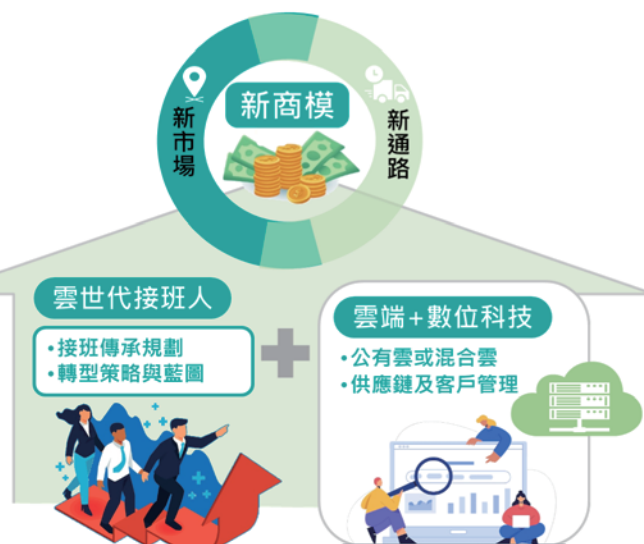 新商模
新市場
新通路
雲世代接班人
•接班傳承規劃
•轉型策略與藍圖
雲端+數位科技
•公有雲或混合雲
•供應鏈及客戶管理